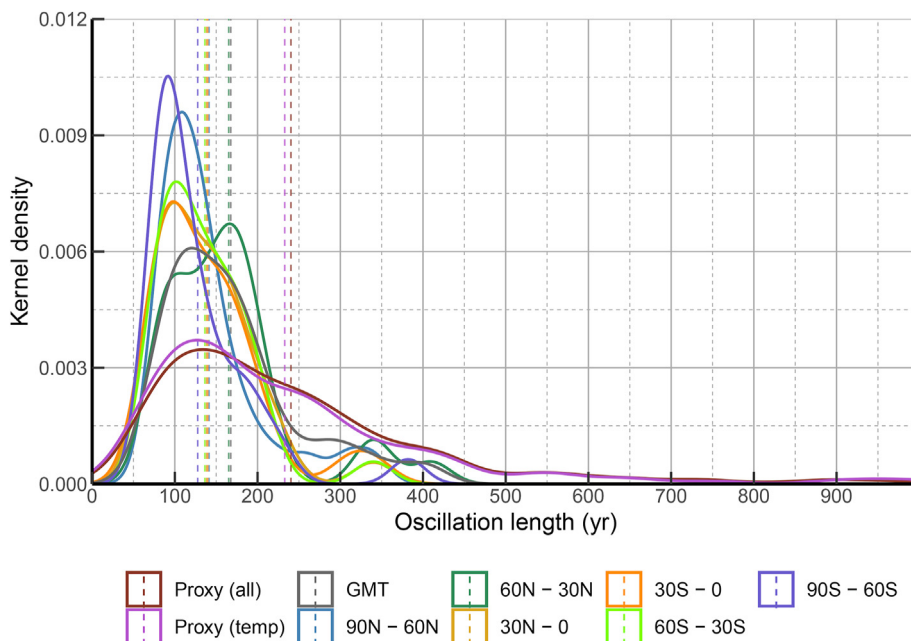 0.012
0.009
0.006
0.003
0.000
Kernel density
0 100 200 300 400 500 600 700 800 900
Oscillation length (yr)
Proxy (all) GMT 60N − 30N 30S − 0 90S − 60S
Proxy (temp) 90N − 60N 30N − 0 60S − 30S